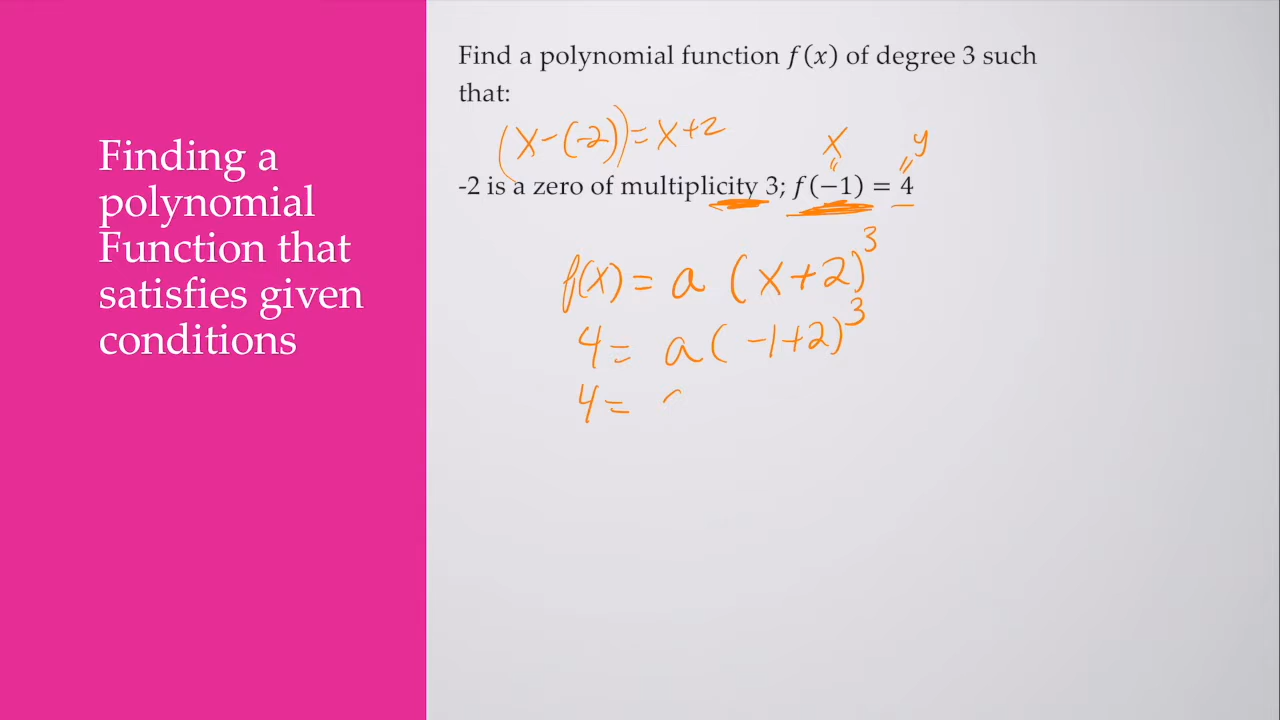 Finding a
polynomial
Function that
satisfies given
conditions
Find a polynomial function f(x) of degree 3 such
that:
(x-(-2))=x+2
x
y
-2 is a zero of multiplicity 3; f(−1) = 4
f(x) = a (x+2)³
4 = a(-1+2)³
4 =